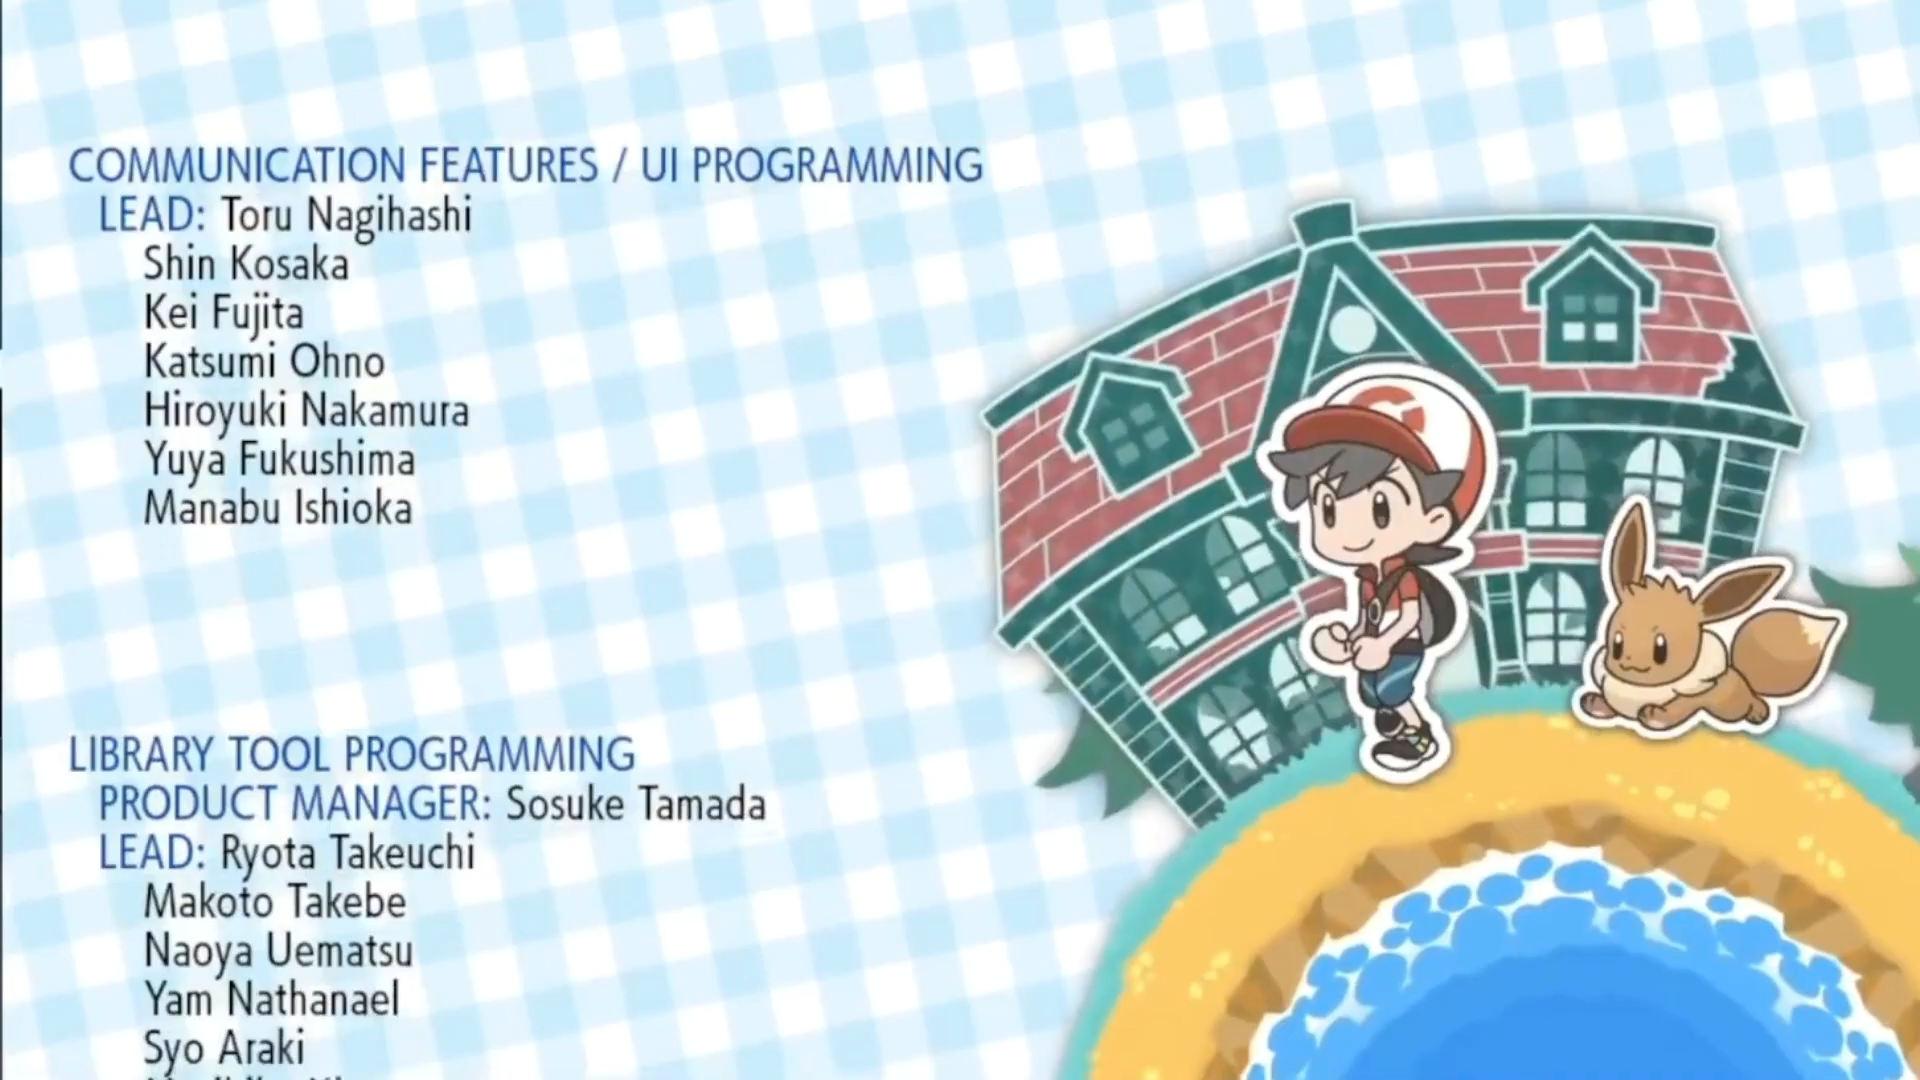 COMMUNICATION FEATURES / UI PROGRAMMING
LEAD: Toru Nagihashi
Shin Kosaka
Kei Fujita
Katsumi Ohno
Hiroyuki Nakamura
Yuya Fukushima
Manabu Ishioka
LIBRARY TOOL PROGRAMMING
PRODUCT MANAGER: Sosuke Tamada
LEAD: Ryota Takeuchi
Makoto Takebe
Naoya Uematsu
Yam Nathanael
Syo Araki